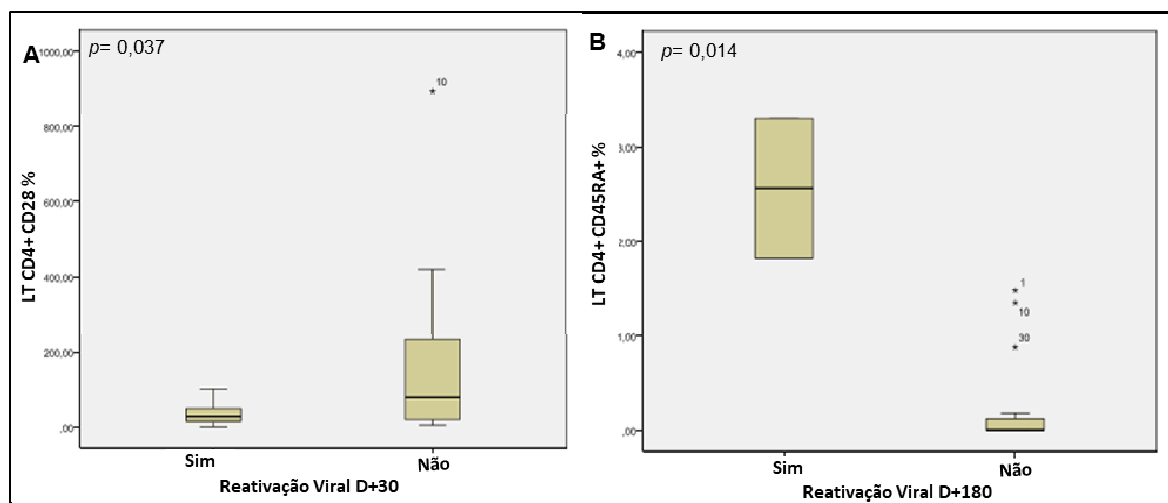 A
p= 0,037
1000,00
800,00
600,00
400,00
200,00
,00
LT CD4+ CD28 %
10
Sim
Não
Reativação Viral D+30
B
p= 0,014
4,00
3,00
2,00
1,00
,00
LT CD4+ CD45RA+ %
1
10
30
Sim
Não
Reativação Viral D+180